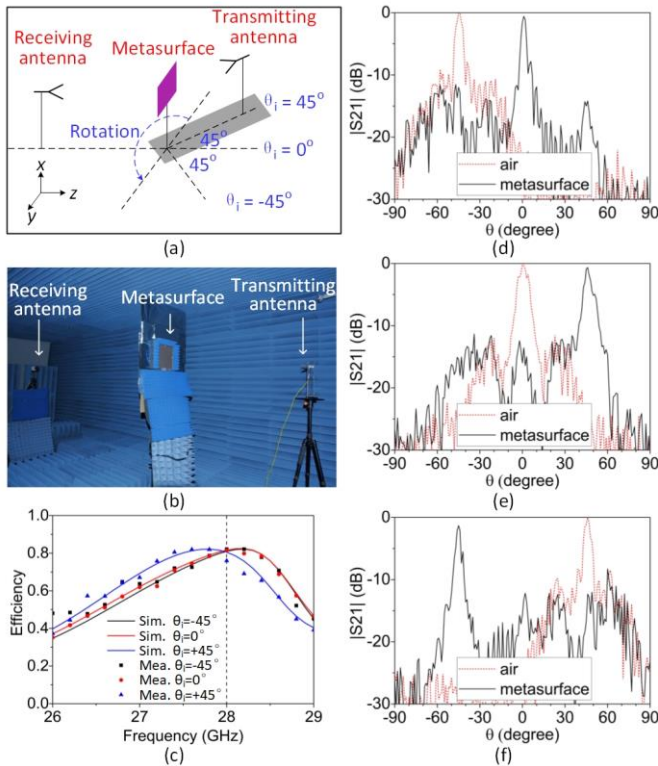 Receiving
antenna
Metasurface
Transmitting
antenna
θi = 45°
Rotation
45°
45°
θi = 0°
θi = -45°
x
y
z
(a)
Receiving
antenna
Metasurface
Transmitting
antenna
(b)
1.0
0.8
0.6
0.4
0.2
0.0
Efficiency
Sim. θi=-45°
Sim. θi=0°
Sim. θi=+45°
Mea. θi=-45°
Mea. θi=0°
Mea. θi=+45°
26 27 28 29
Frequency (GHz)
(c)
0
-10
-20
-30
|S21| (dB)
air
metasurface
-90 -60 -30 0 30 60 90
θ (degree)
(d)
0
-10
-20
-30
|S21| (dB)
air
metasurface
-90 -60 -30 0 30 60 90
θ (degree)
(e)
0
-10
-20
-30
|S21| (dB)
air
metasurface
-90 -60 -30 0 30 60 90
θ (degree)
(f)